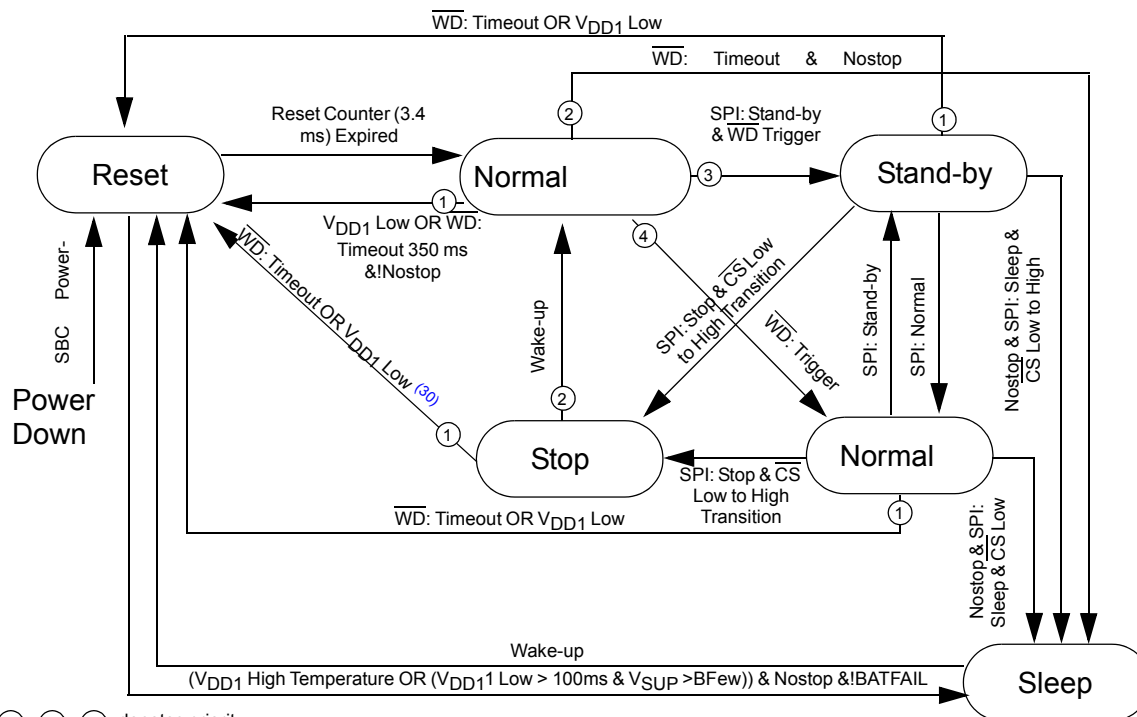 WD: Timeout OR VDD1 Low
WD: Timeout & Nostop
2
Reset Counter (3.4
ms) Expired
SPI: Stand-by
& WD Trigger
1
Reset
Normal
3
Stand-by
1
VDD1 Low OR WD:
Timeout 350 ms
&!Nostop
4
SBC Power-
Power
Down
WD: Timeout OR VDD1 Low (30)
1
Wake-up
2
SPI: Stop & CS Low
to High Transition
WD: Trigger
SPI: Stand-by
SPI: Normal
Nostop & SPI: Sleep &
CS Low to High
Stop
Normal
SPI: Stop & CS
Low to High
Transition
1
WD: Timeout OR VDD1 Low
Nostop & SPI:
Sleep & CS Low
Wake-up
(VDD1 High Temperature OR (VDD11 Low > 100ms & VSUP >BFew)) & Nostop &!BATFAIL
Sleep